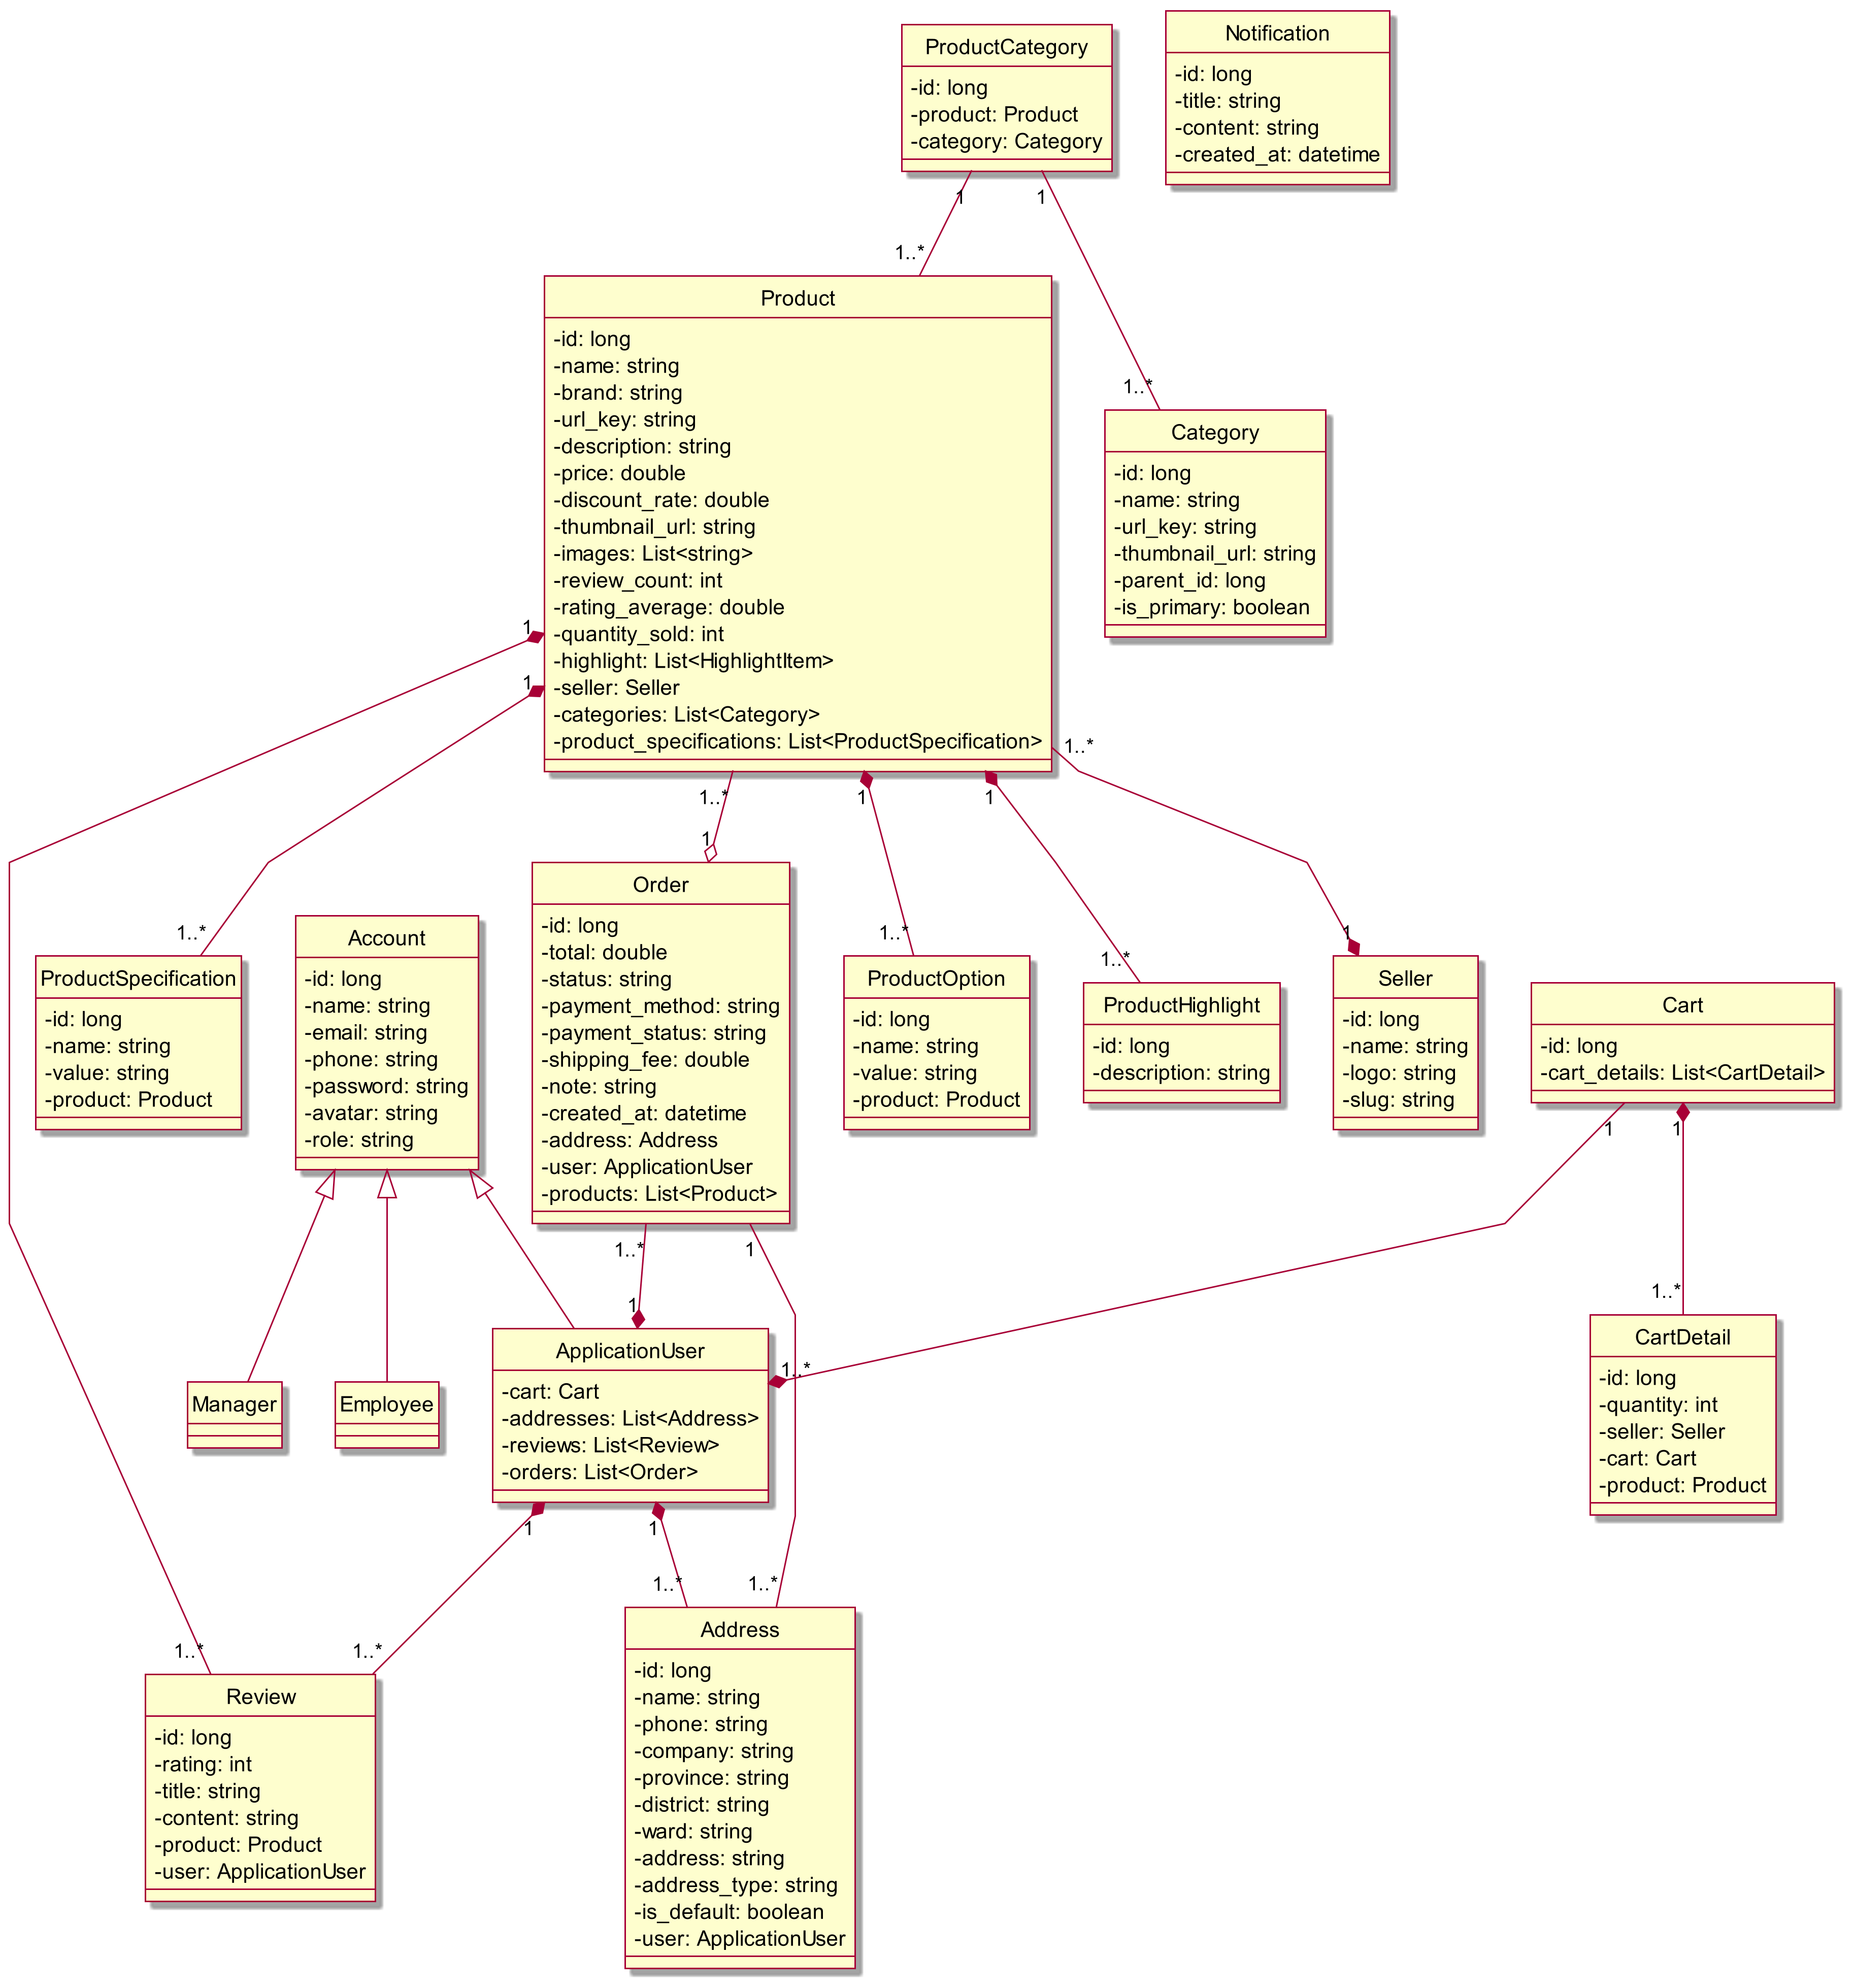 ProductCategory
-id: long
-product: Product
-category: Category
Notification
-id: long
-title: string
-content: string
-created_at: datetime
1
1
1..*
1..*
Product
-id: long
-name: string
-brand: string
-url_key: string
-description: string
-price: double
-discount_rate: double
-thumbnail_url: string
-images: List<string>
-review_count: int
-rating_average: double
-quantity_sold: int
-highlight: List<HighlightItem>
-seller: Seller
-categories: List<Category>
-product_specifications: List<ProductSpecification>
Category
-id: long
-name: string
-url_key: string
-thumbnail_url: string
-parent_id: long
-is_primary: boolean
1
1
1..*
1..*
1
1
1
1..*
1..*
1..*
1
ProductSpecification
-id: long
-name: string
-value: string
-product: Product
Account
-id: long
-name: string
-email: string
-phone: string
-password: string
-avatar: string
-role: string
Order
-id: long
-total: double
-status: string
-payment_method: string
-payment_status: string
-shipping_fee: double
-note: string
-created_at: datetime
-address: Address
-user: ApplicationUser
-products: List<Product>
ProductOption
-id: long
-name: string
-value: string
-product: Product
ProductHighlight
-id: long
-description: string
Seller
-id: long
-name: string
-logo: string
-slug: string
Cart
-id: long
-cart_details: List<CartDetail>
1..*
1
1
1
1
1..*
1..*
Manager
Employee
ApplicationUser
-cart: Cart
-addresses: List<Address>
-reviews: List<Review>
-orders: List<Order>
CartDetail
-id: long
-quantity: int
-seller: Seller
-cart: Cart
-product: Product
1
1
1..*
1..*
1..*
1..*
Review
-id: long
-rating: int
-title: string
-content: string
-product: Product
-user: ApplicationUser
Address
-id: long
-name: string
-phone: string
-company: string
-province: string
-district: string
-ward: string
-address: string
-address_type: string
-is_default: boolean
-user: ApplicationUser